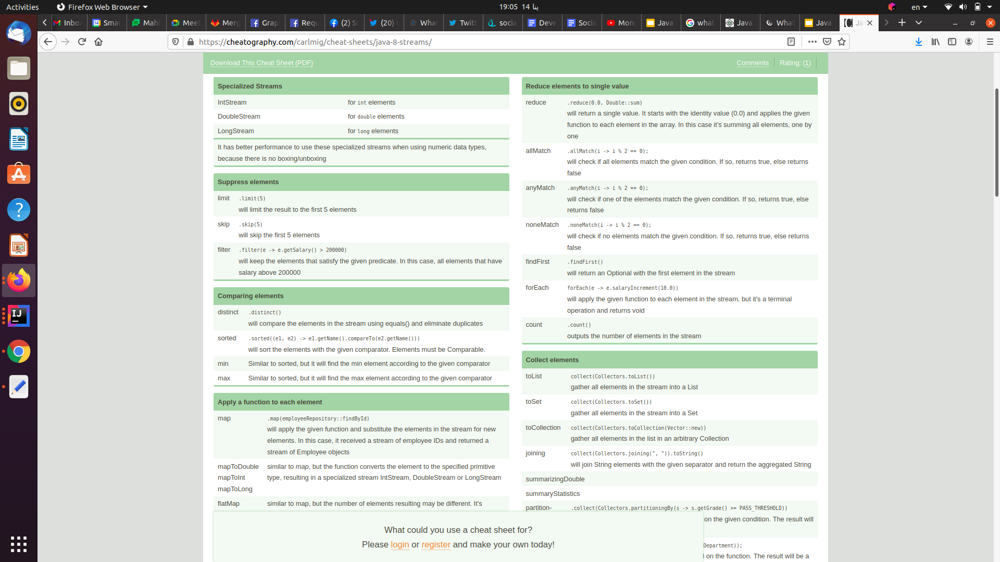 Activities
Firefox Web Browser
19:05 14 ينا
en
Inbo
Smar
Mahi
Meet
Merg
Grap
Requ
(2) Sc
(20)
What
Twitt
socia
Deve
Socia
Mong
Java
what
Java
What
Java
Ja
https://cheatography.com/carlmig/cheat-sheets/java-8-streams/
Download This Cheat Sheet (PDF)
Comments
Rating: (1)
Specialized Streams
IntStream for int elements
DoubleStream for double elements
LongStream for long elements
It has better performance to use these specialized streams when using numeric data types,
because there is no boxing/unboxing
Suppress elements
limit .limit(5)
will limit the result to the first 5 elements
skip .skip(5)
will skip the first 5 elements
filter .filter(e -> e.getSalary() > 200000)
will keep the elements that satisfy the given predicate. In this case, all elements that have
salary above 200000
Comparing elements
distinct .distinct()
will compare the elements in the stream using equals() and eliminate duplicates
sorted .sorted((e1, e2) -> e1.getName().compareTo(e2.getName()))
will sort the elements with the given comparator. Elements must be Comparable.
min Similar to sorted, but it will find the min element according to the given comparator
max Similar to sorted, but it will find the max element according to the given comparator
Apply a function to each element
map .map(employeeRepository::findById)
will apply the given function and substitute the elements in the stream for new
elements. In this case, it received a stream of employee IDs and returned a
stream of Employee objects
mapToDouble similar to map, but the function converts the element to the specified primitive
mapToInt type, resulting in a specialized stream IntStream, DoubleStream or LongStream
mapToLong
flatMap similar to map, but the number of elements resulting may be different. It's
Reduce elements to single value
reduce .reduce(0.0, Double::sum)
will return a single value. It starts with the identity value (0.0) and applies the given
function to each element in the array. In this case it's summing all elements, one by
one
allMatch .allMatch(i -> i % 2 == 0);
will check if all elements match the given condition. If so, returns true, else returns
false
anyMatch .anyMatch(i -> i % 2 == 0);
will check if one of the elements match the given condition. If so, returns true, else
returns false
noneMatch .noneMatch(i -> i % 2 == 0);
will check if no elements match the given condition. If so, returns true, else returns
false
findFirst .findFirst()
will return an Optional with the first element in the stream
forEach forEach(e -> e.salaryIncrement(10.0))
will apply the given function to each element in the stream, but it's a terminal
operation and returns void
count .count()
outputs the number of elements in the stream
Collect elements
toList collect(Collectors.toList())
gather all elements in the stream into a List
toSet collect(Collectors.toSet())
gather all elements in the stream into a Set
toCollection collect(Collectors.toCollection(Vector::new))
gather all elements in the list in an arbitrary Collection
joining collect(Collectors.joining(", ")).toString()
will join String elements with the given separator and return the aggregated String
summarizingDouble
summaryStatistics
partition- .collect(Collectors.partitioningBy(s -> s.getGrade() >= PASS_THRESHOLD))
on the given condition. The result will
Department));
on the function. The result will be a
What could you use a cheat sheet for?
Please login or register and make your own today!